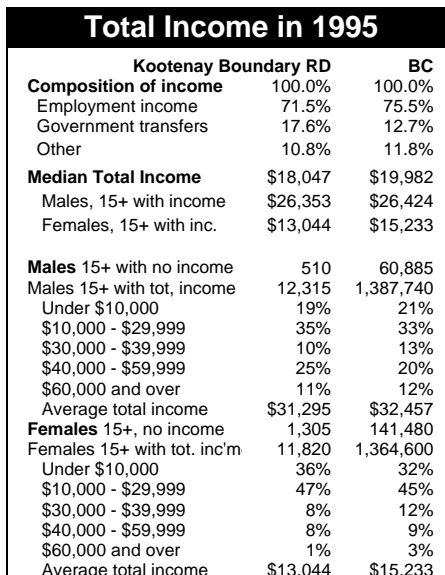 Total Income in 1995
Kootenay Boundary RD BC
Composition of income 100.0% 100.0%
Employment income 71.5% 75.5%
Government transfers 17.6% 12.7%
Other 10.8% 11.8%
Median Total Income $18,047 $19,982
Males, 15+ with income $26,353 $26,424
Females, 15+ with inc. $13,044 $15,233
Males 15+ with no income 510 60,885
Males 15+ with tot, income 12,315 1,387,740
Under $10,000 19% 21%
$10,000 - $29,999 35% 33%
$30,000 - $39,999 10% 13%
$40,000 - $59,999 25% 20%
$60,000 and over 11% 12%
Average total income $31,295 $32,457
Females 15+, no income 1,305 141,480
Females 15+ with tot. inc'm 11,820 1,364,600
Under $10,000 36% 32%
$10,000 - $29,999 47% 45%
$30,000 - $39,999 8% 12%
$40,000 - $59,999 8% 9%
$60,000 and over 1% 3%
Average total income $13,044 $15,233